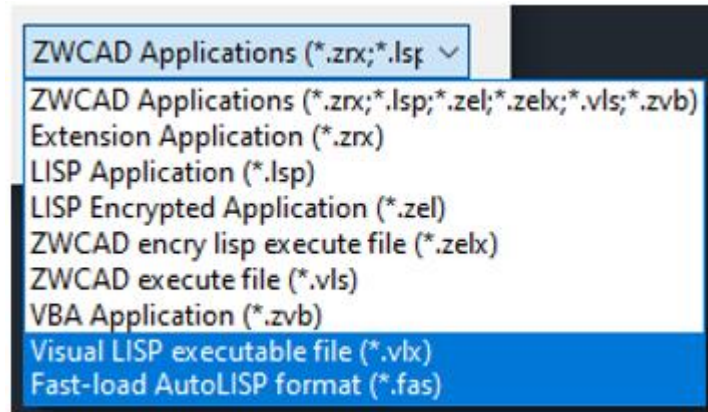 ZWCAD Applications (*.zrx;*.lsp
ZWCAD Applications (*.zrx;*.lsp;*.zel;*.zelx;*.vls;*.zvb)
Extension Application (*.zrx)
LISP Application (*.lsp)
LISP Encrypted Application (*.zel)
ZWCAD encry lisp execute file (*.zelx)
ZWCAD execute file (*.vls)
VBA Application (*.zvb)
Visual LISP executable file (*.vlx)
Fast-load AutoLISP format (*.fas)